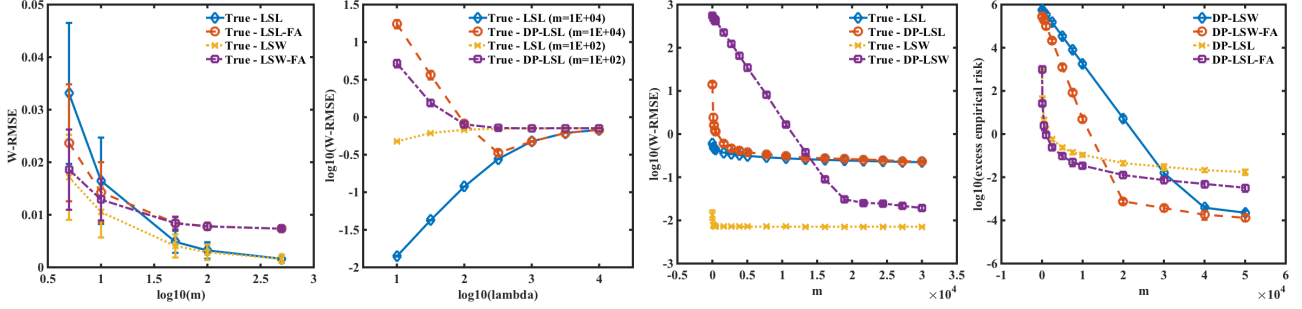 W-RMSE
0.05
0.04
0.03
0.02
0.01
0
0.5
1
1.5
2
2.5
3
log10(m)
True - LSL
True - LSL-FA
True - LSW
True - LSW-FA
log10(W-RMSE)
1.5
1
0.5
0
-0.5
-1
-1.5
-2
1
2
3
4
log10(lambda)
True - LSL (m=1E+04)
True - DP-LSL (m=1E+04)
True - LSL (m=1E+02)
True - DP-LSL (m=1E+02)
log10(W-RMSE)
3
2
1
0
-1
-2
-3
-0.5
0
0.5
1
1.5
2
2.5
3
3.5
m
×10^4
True - LSL
True - DP-LSL
True - LSW
True - DP-LSW
log10(excess empirical risk)
6
4
2
0
-2
-4
-6
-1
0
1
2
3
4
5
6
m
×10^4
DP-LSW
DP-LSW-FA
DP-LSL
DP-LSL-FA